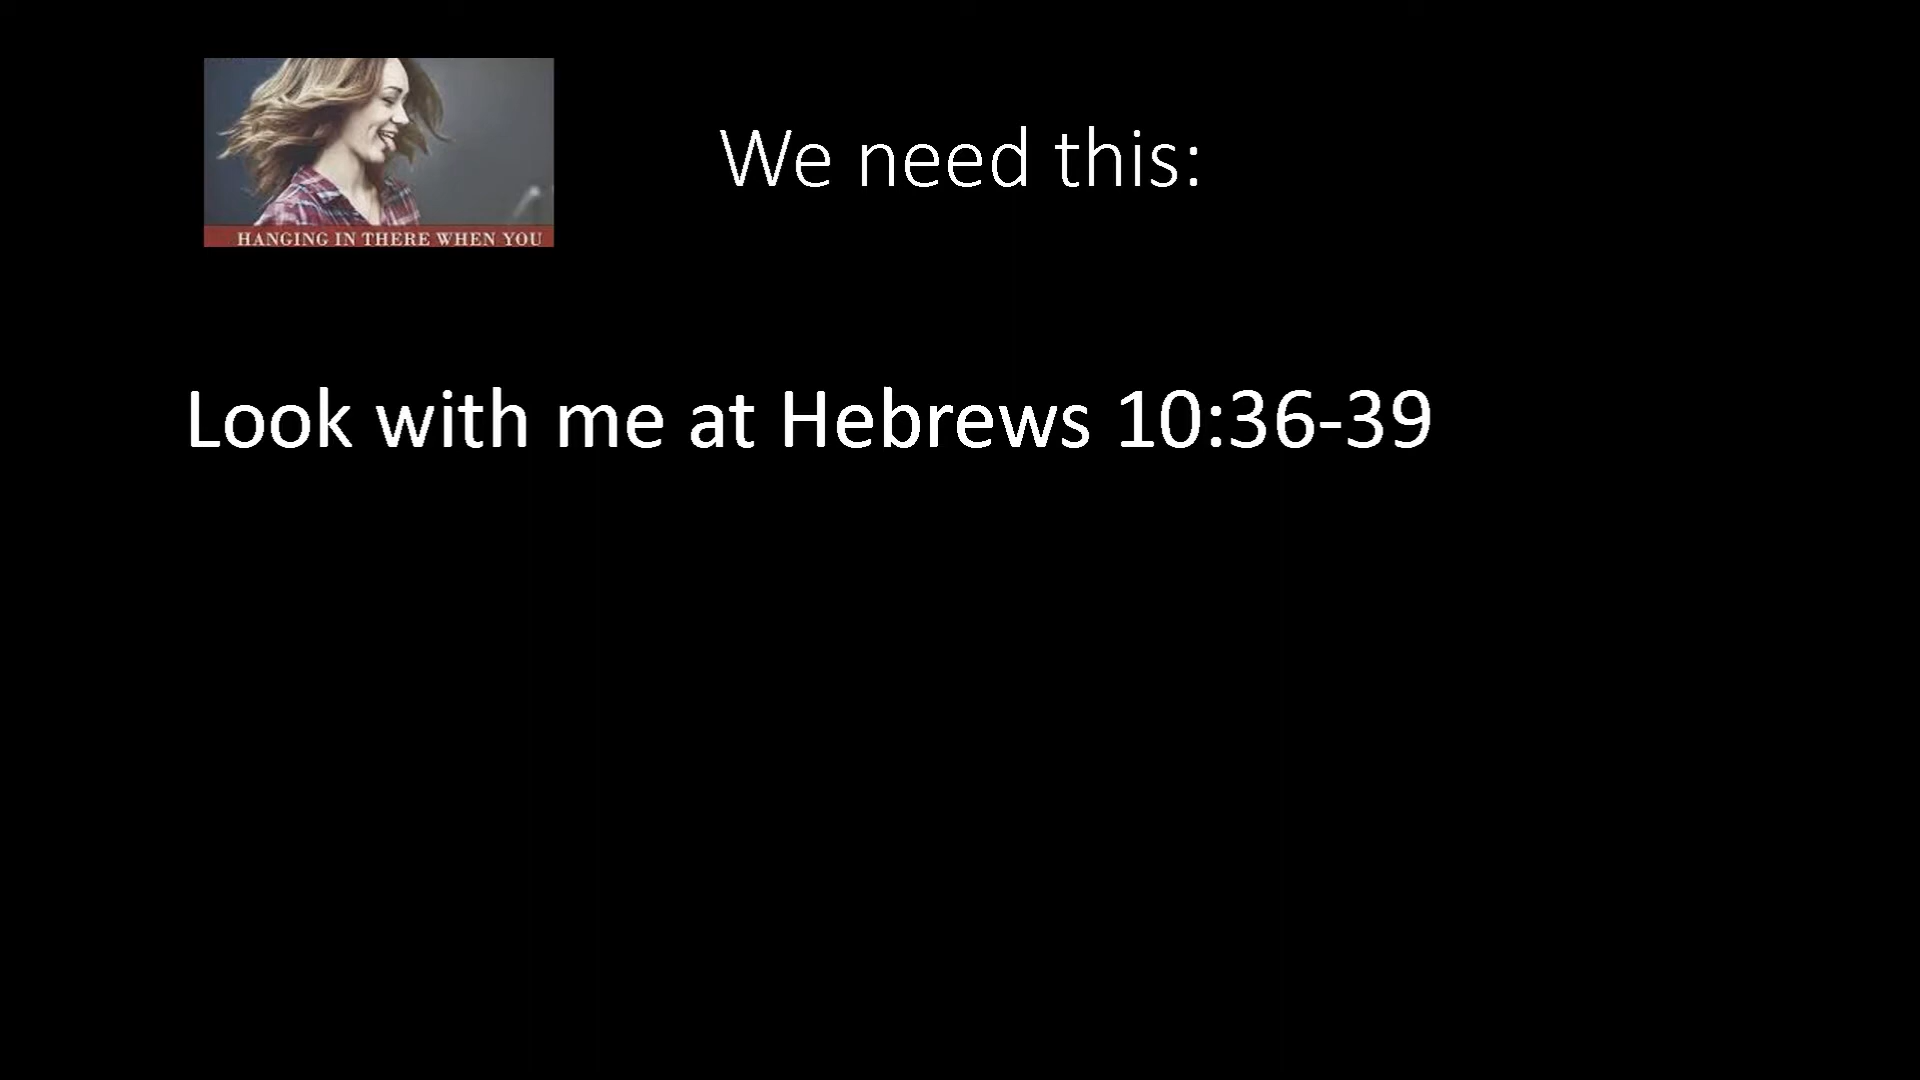 We need this:
HANGING IN THERE WHEN YOU
Look with me at Hebrews 10:36-39